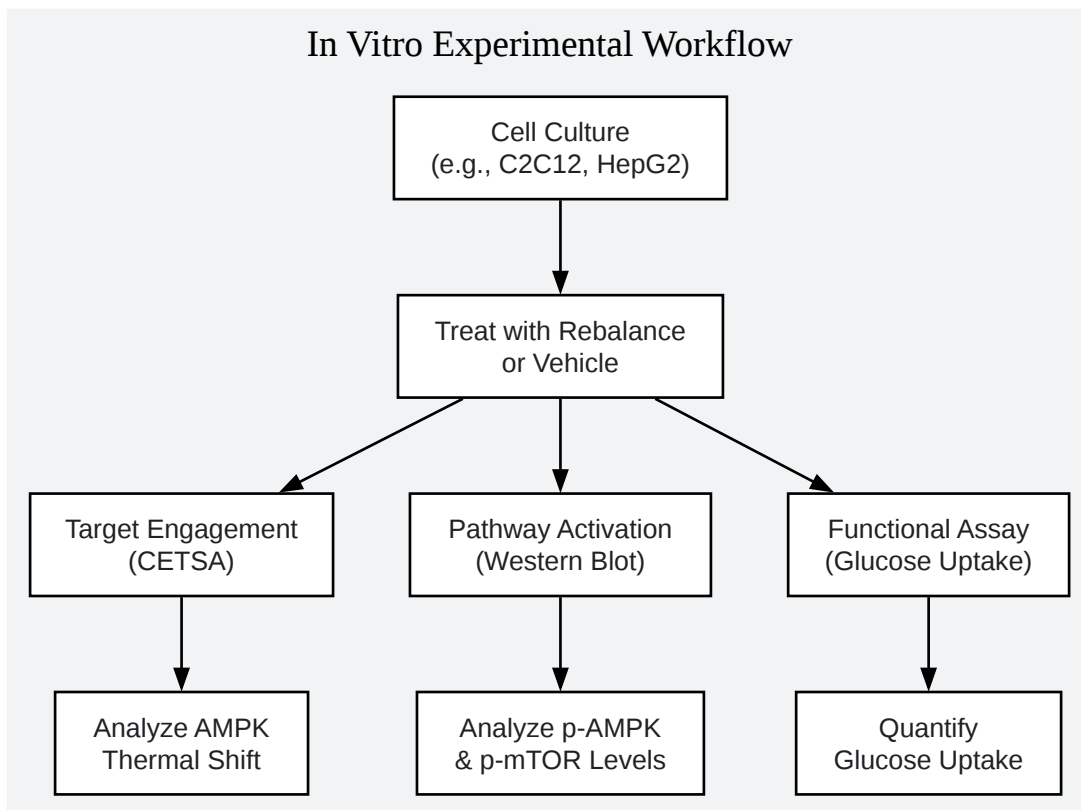 In Vitro Experimental Workflow
Cell Culture
(e.g., C2C12, HepG2)
Treat with Rebalance
or Vehicle
Target Engagement
(CETSA)
Pathway Activation
(Western Blot)
Functional Assay
(Glucose Uptake)
Analyze AMPK
Thermal Shift
Analyze p-AMPK
& p-mTOR Levels
Quantify
Glucose Uptake